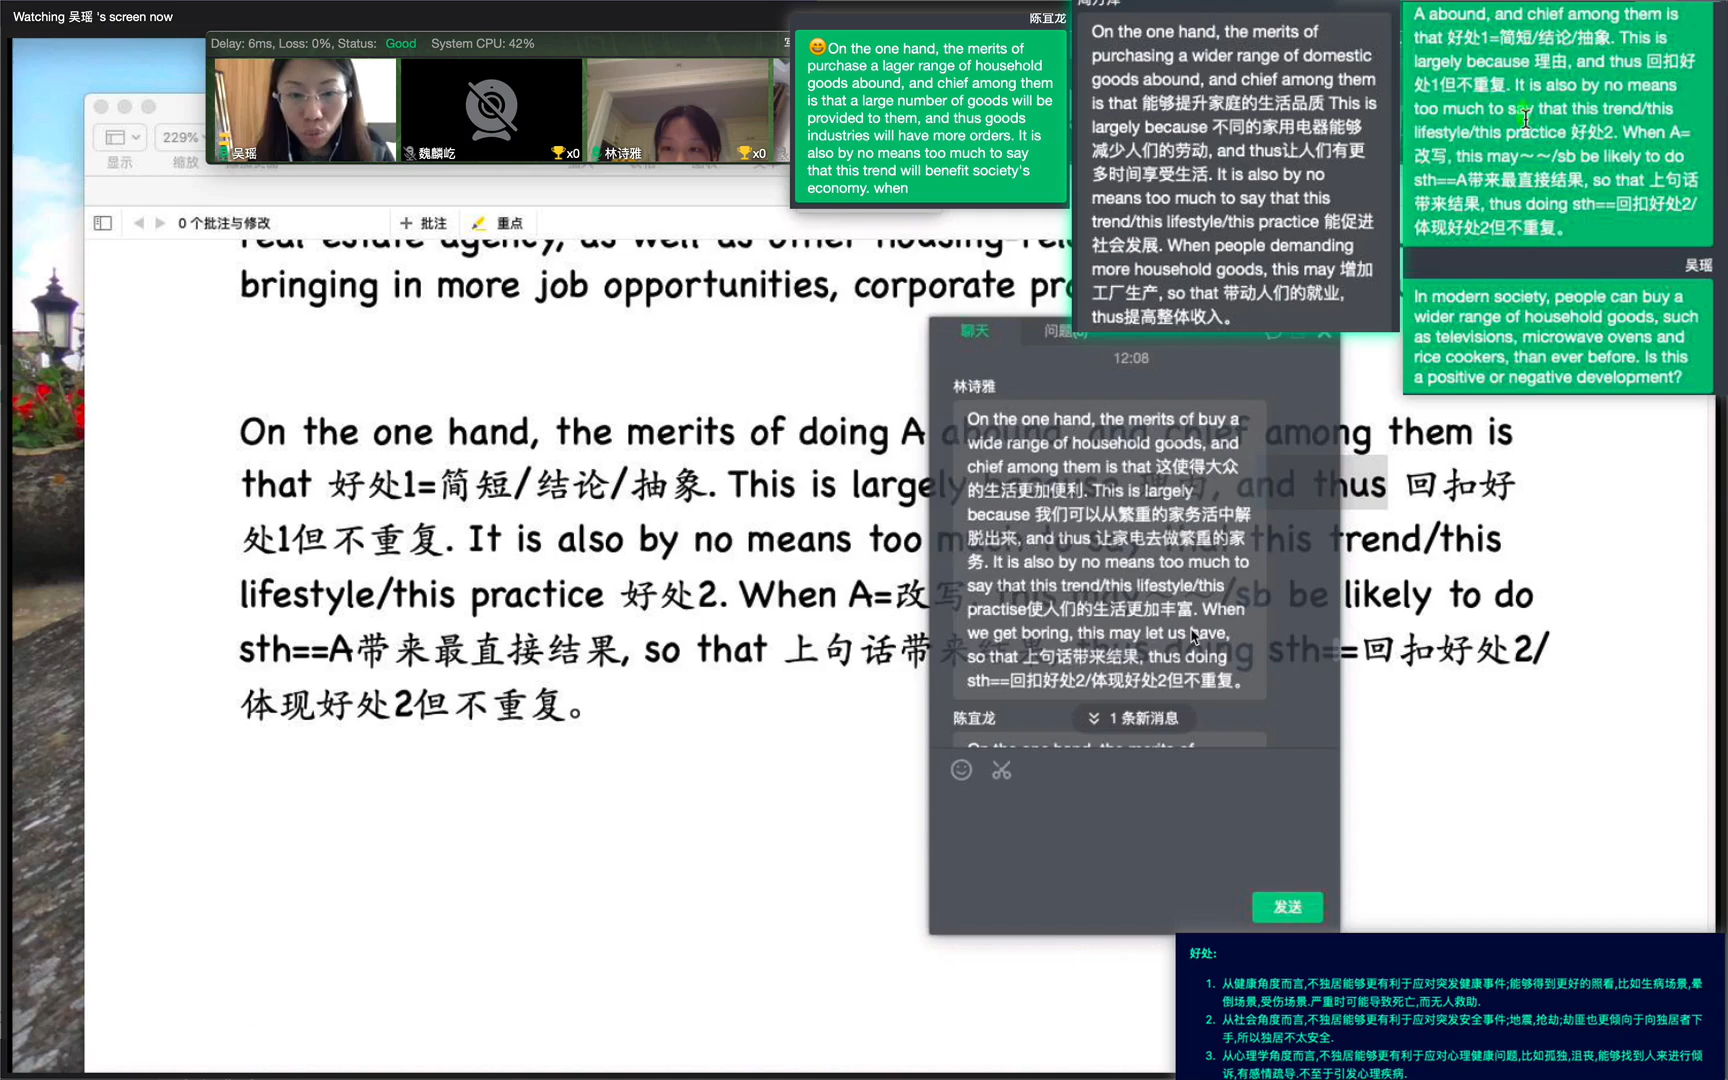 Watching 吴瑶 's screen now
Delay: 6ms, Loss: 0%, Status: Good System CPU: 42%
吴瑶
魏麟屹
x0
林诗雅
x0
229%
显示
缩放
0 个批注与修改
批注
重点
bringing in more job opportunities, corporate
On the one hand, the merits of doing A abound, and chief among them is
that 好处1=简短/结论/抽象. This is largely because 理由, and thus 回扣好
处1但不重复. It is also by no means too much to say that this trend/this
lifestyle/this practice 好处2. When A=改写, this may~~/sb be likely to do
sth==A带来最直接结果, so that 上句话带来结果, thus doing sth==回扣好处2/
体现好处2但不重复。
陈宜龙
😄On the one hand, the merits of
purchase a lager range of household
goods abound, and chief among them
is that a large number of goods will be
provided to them, and thus goods
industries will have more orders. It is
also by no means too much to say
that this trend will benefit society's
economy. when
On the one hand, the merits of
purchasing a wider range of domestic
goods abound, and chief among them
is that 能够提升家庭的生活品质 This is
largely because 不同的家用电器能够
减少人们的劳动, and thus让人们有更
多时间享受生活. It is also by no
means too much to say that this
trend/this lifestyle/this practice 能促进
社会发展. When people demanding
more household goods, this may 增加
工厂生产, so that 带动人们的就业,
thus提高整体收入。
A abound, and chief among them is
that 好处1=简短/结论/抽象. This is
largely because 理由, and thus 回扣好
处1但不重复. It is also by no means
too much to say that this trend/this
lifestyle/this practice 好处2. When A=
改写, this may~~/sb be likely to do
sth==A带来最直接结果, so that 上句话
带来结果, thus doing sth==回扣好处2/
体现好处2但不重复。
吴瑶
In modern society, people can buy a
wider range of household goods, such
as televisions, microwave ovens and
rice cookers, than ever before. Is this
a positive or negative development?
聊天
问题(0)
12:08
林诗雅
On the one hand, the merits of buy a
wide range of household goods, and
chief among them is that 这使得大众
的生活更加便利. This is largely
because 我们可以从繁重的家务活中解
脱出来, and thus 让家电去做繁重的家
务. It is also by no means too much to
say that this trend/this lifestyle/this
practise使人们的生活更加丰富. When
we get boring, this may let us have,
so that 上句话带来结果, thus doing
sth==回扣好处2/体现好处2但不重复。
陈宜龙
1 条新消息
On the one hand, the merits of
发送
好处:
1. 从健康角度而言,不独居能够更有利于应对突发健康事件;能够得到更好的照看,比如生病场景,晕
倒场景,受伤场景.严重时可能导致死亡,而无人救助.
2. 从社会角度而言,不独居能够更有利于应对突发安全事件;地震,抢劫;劫匪也更倾向于向独居者下
手,所以独居不太安全.
3. 从心理学角度而言,不独居能够更有利于应对心理健康问题,比如孤独,沮丧,能够找到人来进行倾
诉,有感情疏导.不至于引发心理疾病.